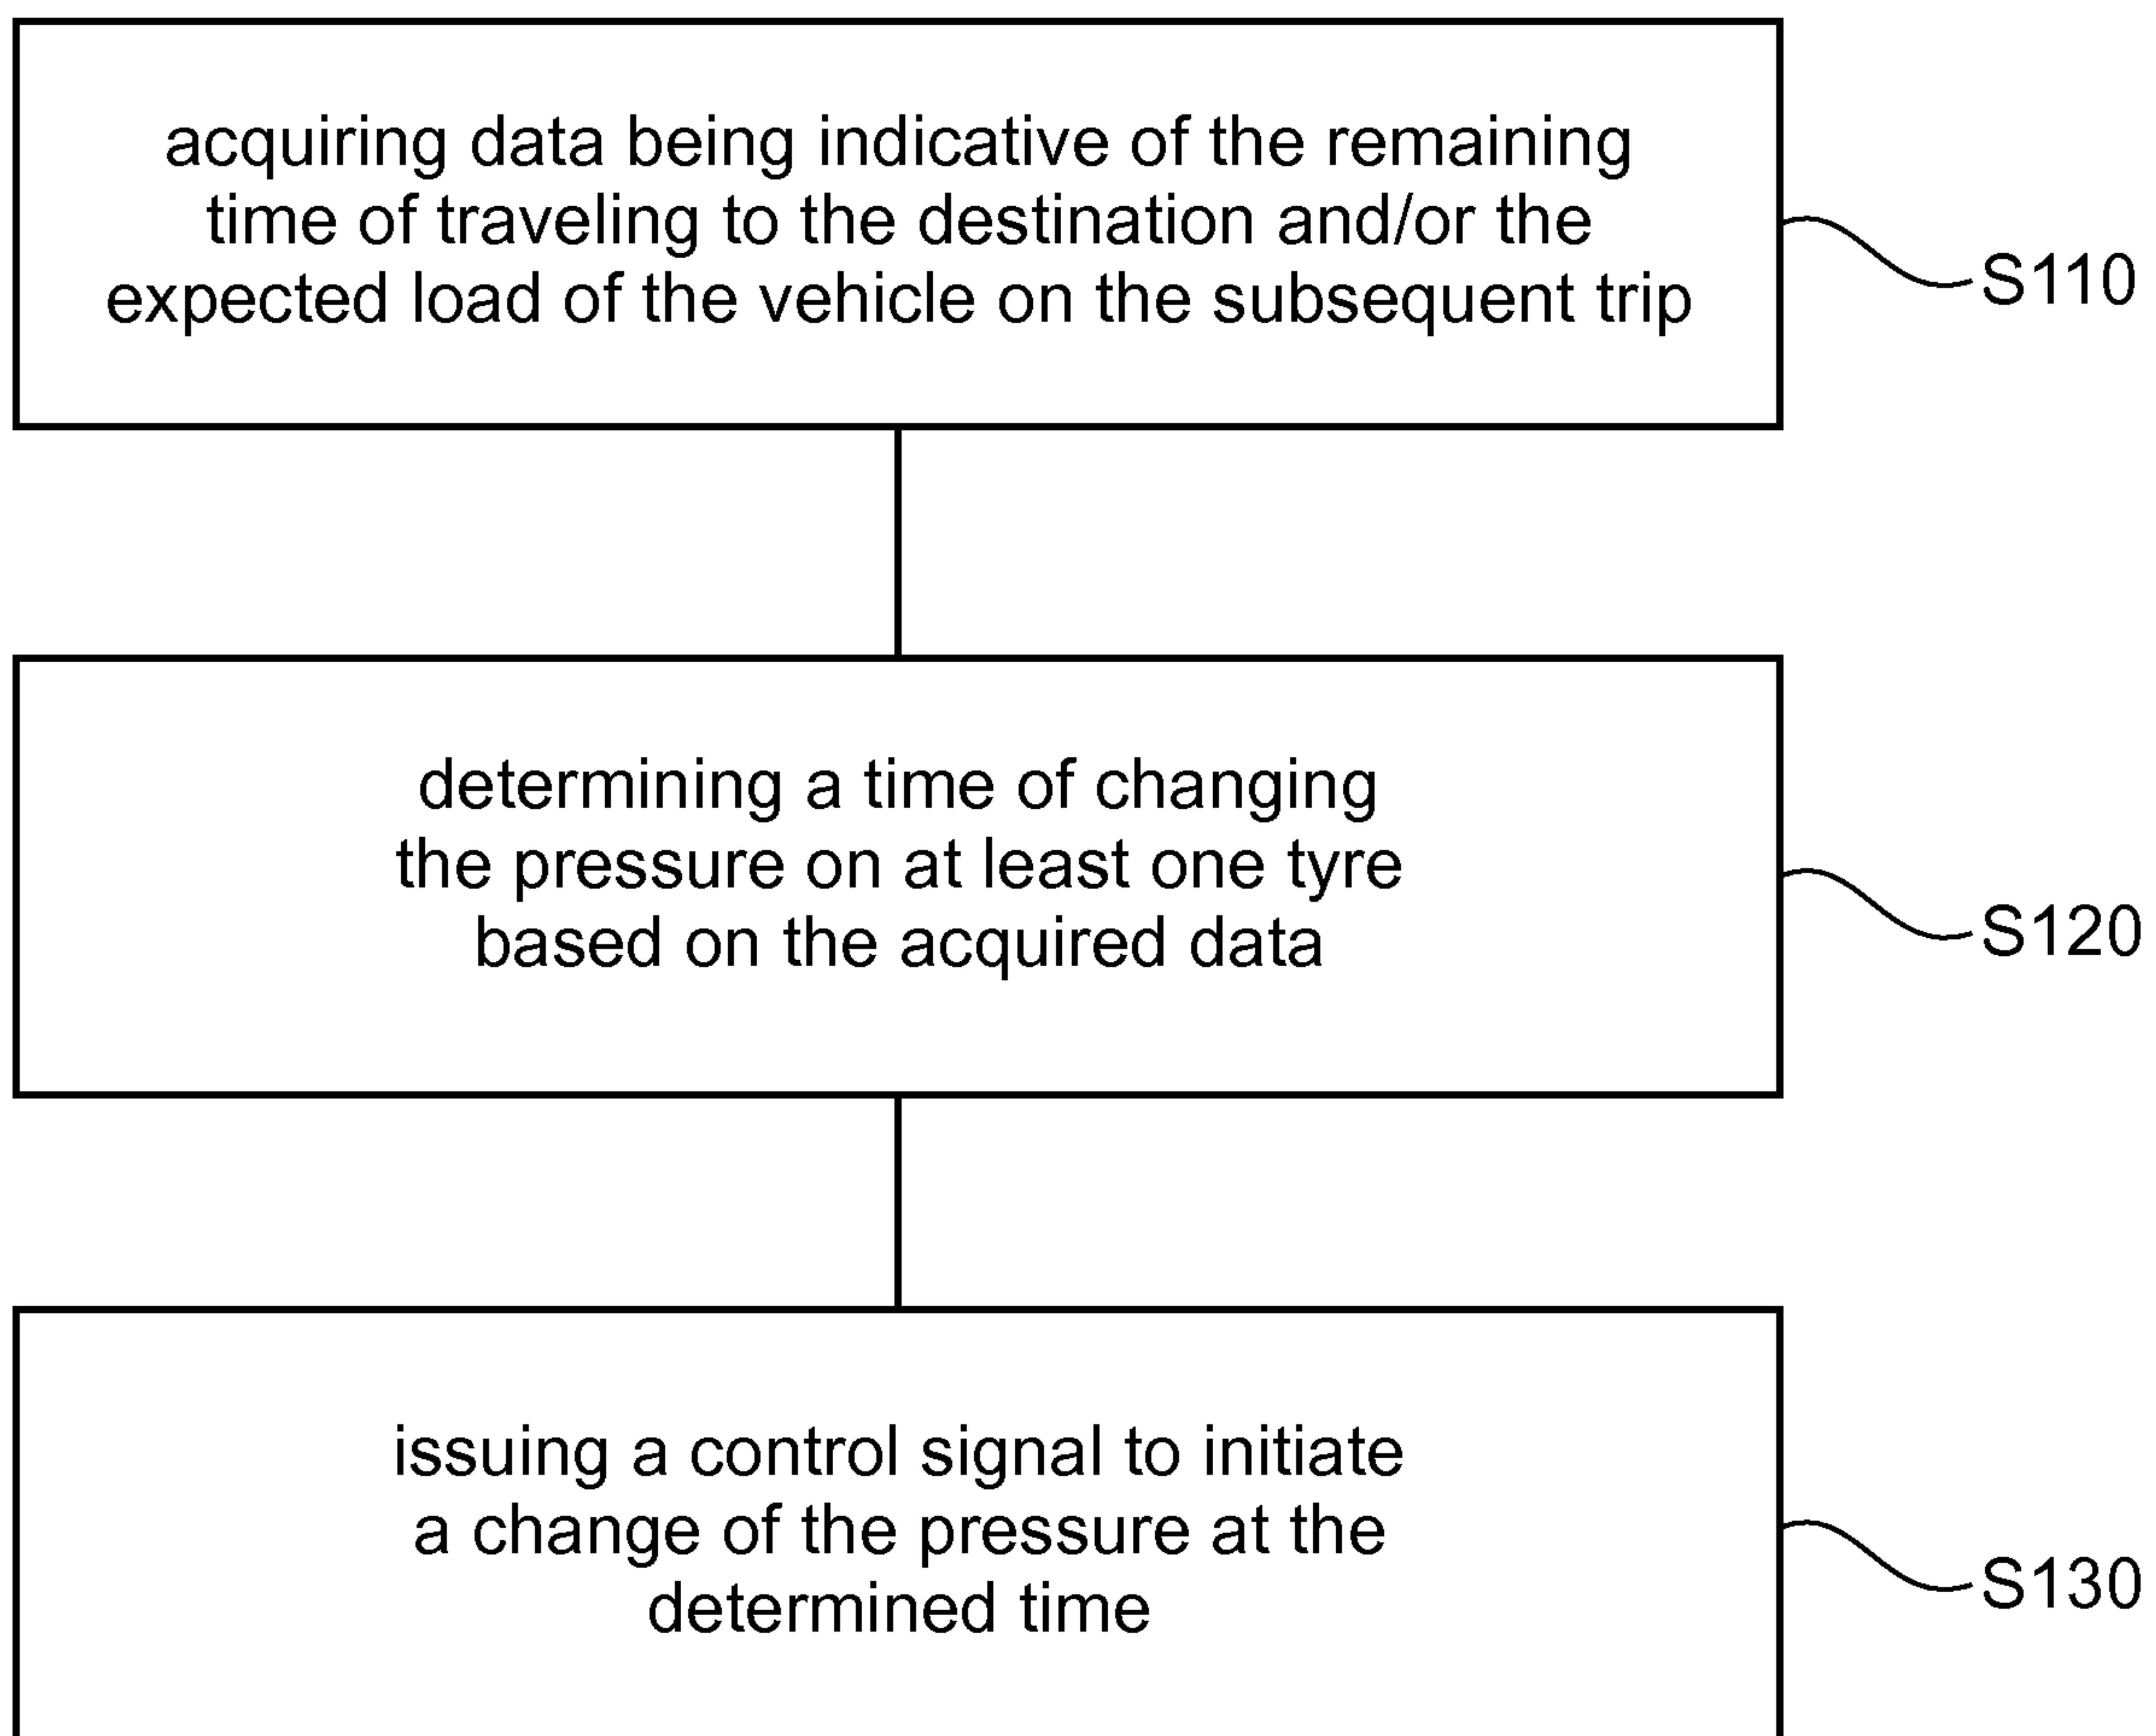 acquiring data being indicative of the remaining
time of traveling to the destination and/or the
expected load of the vehicle on the subsequent trip
S110
determining a time of changing
the pressure on at least one tyre
based on the acquired data
S120
issuing a control signal to initiate
a change of the pressure at the
determined time
S130